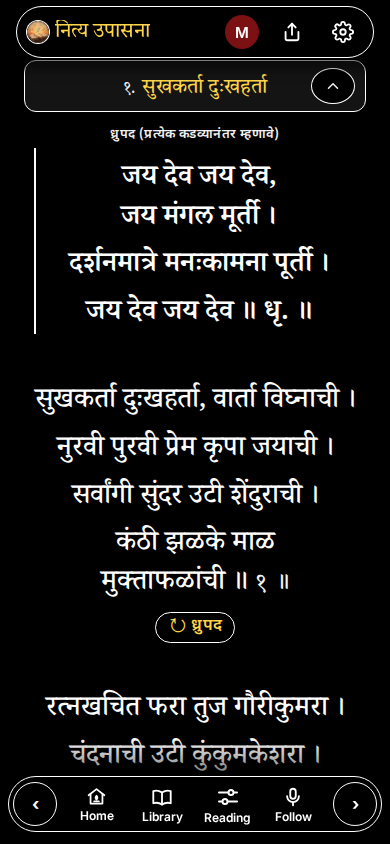 नित्य उपासना
M
१. सुखकर्ता दुःखहर्ता
ध्रुपद (प्रत्येक कडव्यानंतर म्हणावे)
जय देव जय देव,
जय मंगल मूर्ती ।
दर्शनमात्रे मनःकामना पूर्ती ।
जय देव जय देव ॥ धृ. ॥
सुखकर्ता दुःखहर्ता, वार्ता विघ्नाची ।
नुरवी पुरवी प्रेम कृपा जयाची ।
सर्वांगी सुंदर उटी शेंदुराची ।
कंठी झळके माळ
मुक्ताफळांची ॥ १ ॥
ध्रुपद
रत्नखचित फरा तुज गौरीकुमरा ।
चंदनाची उटी कुंकुमकेशरा ।
Home Library Reading Follow